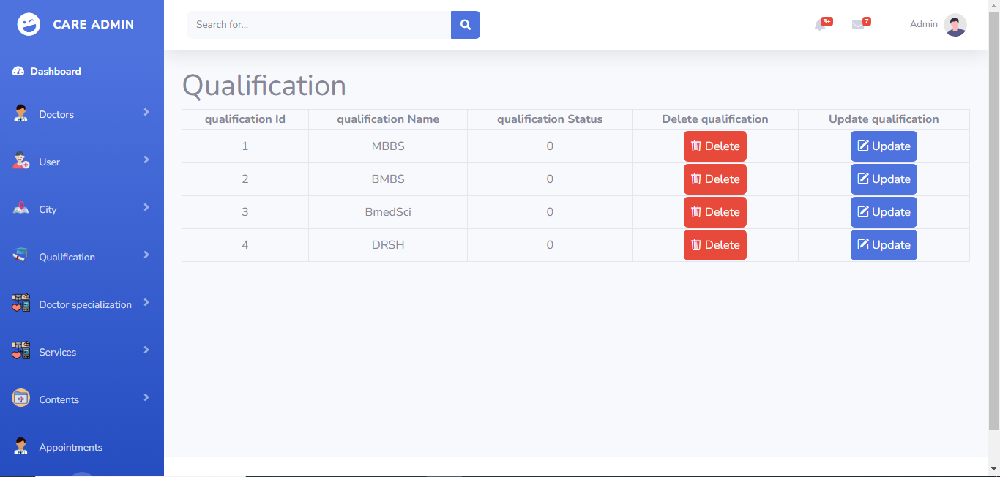 CARE ADMIN
Search for...
3+
7
Admin
Dashboard
Doctors
User
City
Qualification
Doctor specialization
Services
Contents
Appointments
Qualification
qualification Id qualification Name qualification Status Delete qualification Update qualification
1 MBBS 0 Delete Update
2 BMBS 0 Delete Update
3 BmedSci 0 Delete Update
4 DRSH 0 Delete Update